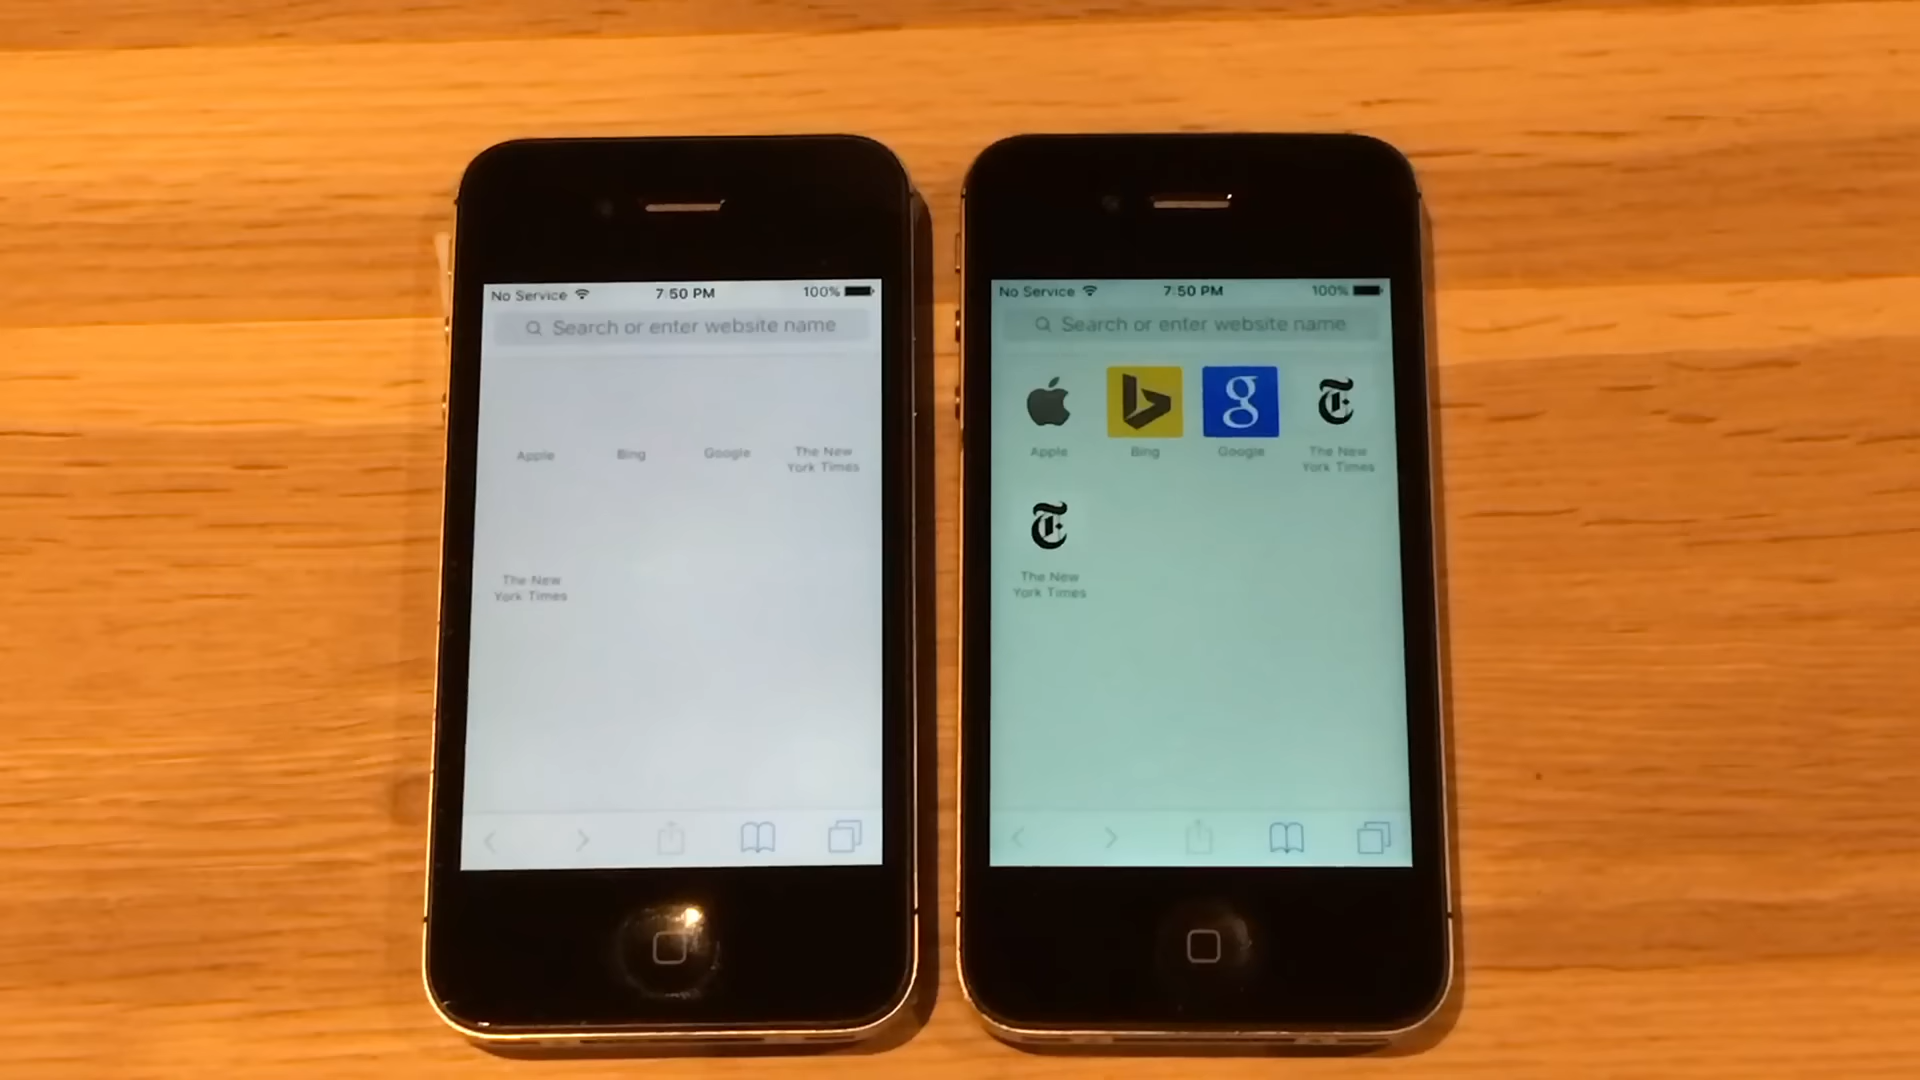 No Service 7:50 PM 100%
Search or enter website name
Apple Bing Google The New
York Times
The New
York Times
No Service 7:50 PM 100%
Search or enter website name
g
Apple Bing Google The New
York Times
The New
York Times